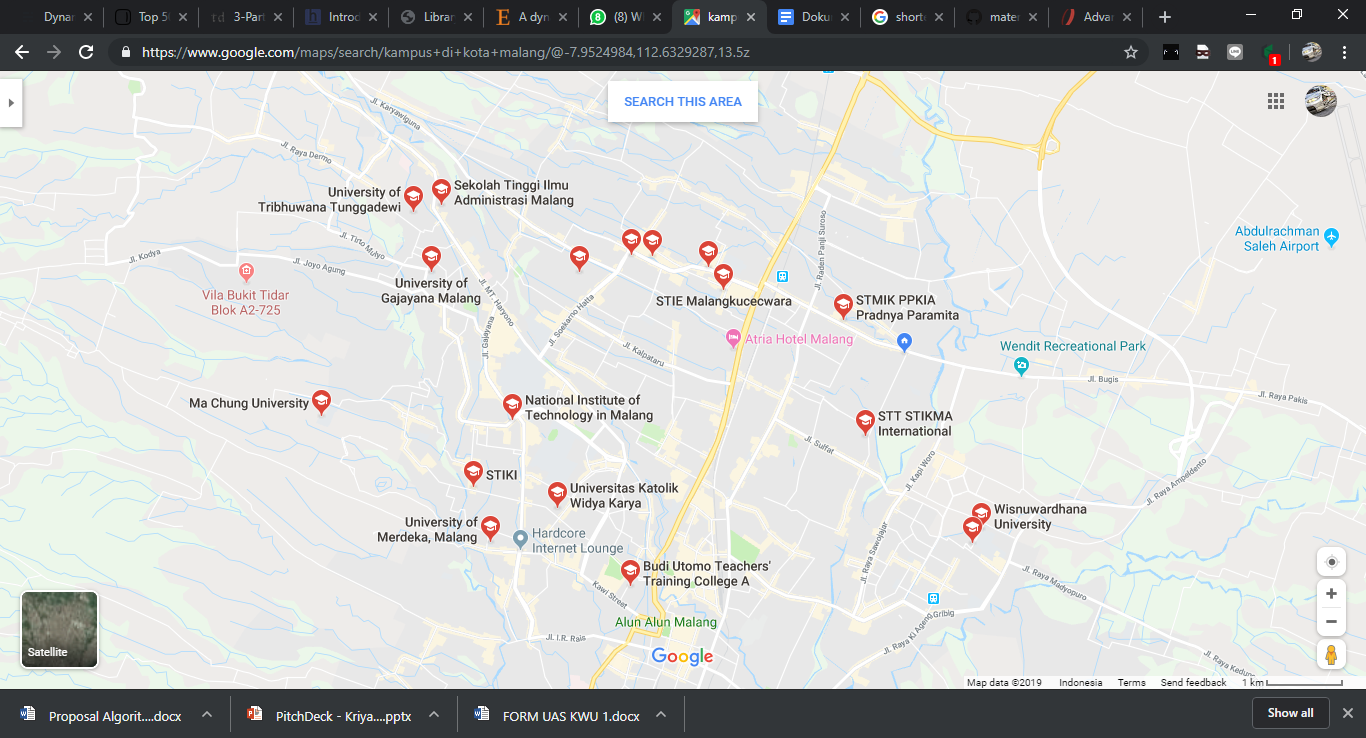 Dynar
Top 5
3-Part
Introd
Librar
A dyn
(8) W
kamp
Doku
short
mater
Advar
https://www.google.com/maps/search/kampus+di+kota+malang/@-7.9524984,112.6329287,13.5z
1
SEARCH THIS AREA
Jl. Karyawiguna
Jl. Raya Dermo
University of
Tribhuwana Tunggadewi
Sekolah Tinggi Ilmu
Administrasi Malang
Jl. Raden Panji Suroso
Abdulrachman
Saleh Airport
Jl. Tirto Mulyo
Jl. Kodya
Jl. Joyo Agung
University of
Gajayana Malang
Vila Bukit Tidar
Blok A2-725
Jl. MT. Haryono
Jl. Soekarno Hatta
STIE Malangkucecwara
STMIK PPKIA
Pradnya Paramita
Jl. Gajayana
Jl. Kalpataru
Atria Hotel Malang
Wendit Recreational Park
Jl. Bugis
Jl. Raya Pakis
Ma Chung University
National Institute of
Technology in Malang
STT STIKMA
International
Jl. Sulfat
Jl. Kapi Woro
Jl. Raya Ampeldento
STIKI
Universitas Katolik
Widya Karya
Wisnuwardhana
University
University of
Merdeka, Malang
Hardcore
Internet Lounge
Jl. Raya Sawojajar
Budi Utomo Teachers'
Training College A
Jl. Raya Madyopuro
Kawi Street
Alun Alun Malang
Jl. Raya Ki Ageng Gribig
Jl. I.R. Rais
Google
Jl. Raya Kedun
Satellite
Map data ©2019
Indonesia
Terms
Send feedback
1 km
Proposal Algorit....docx
PitchDeck - Kriya....pptx
FORM UAS KWU 1.docx
Show all